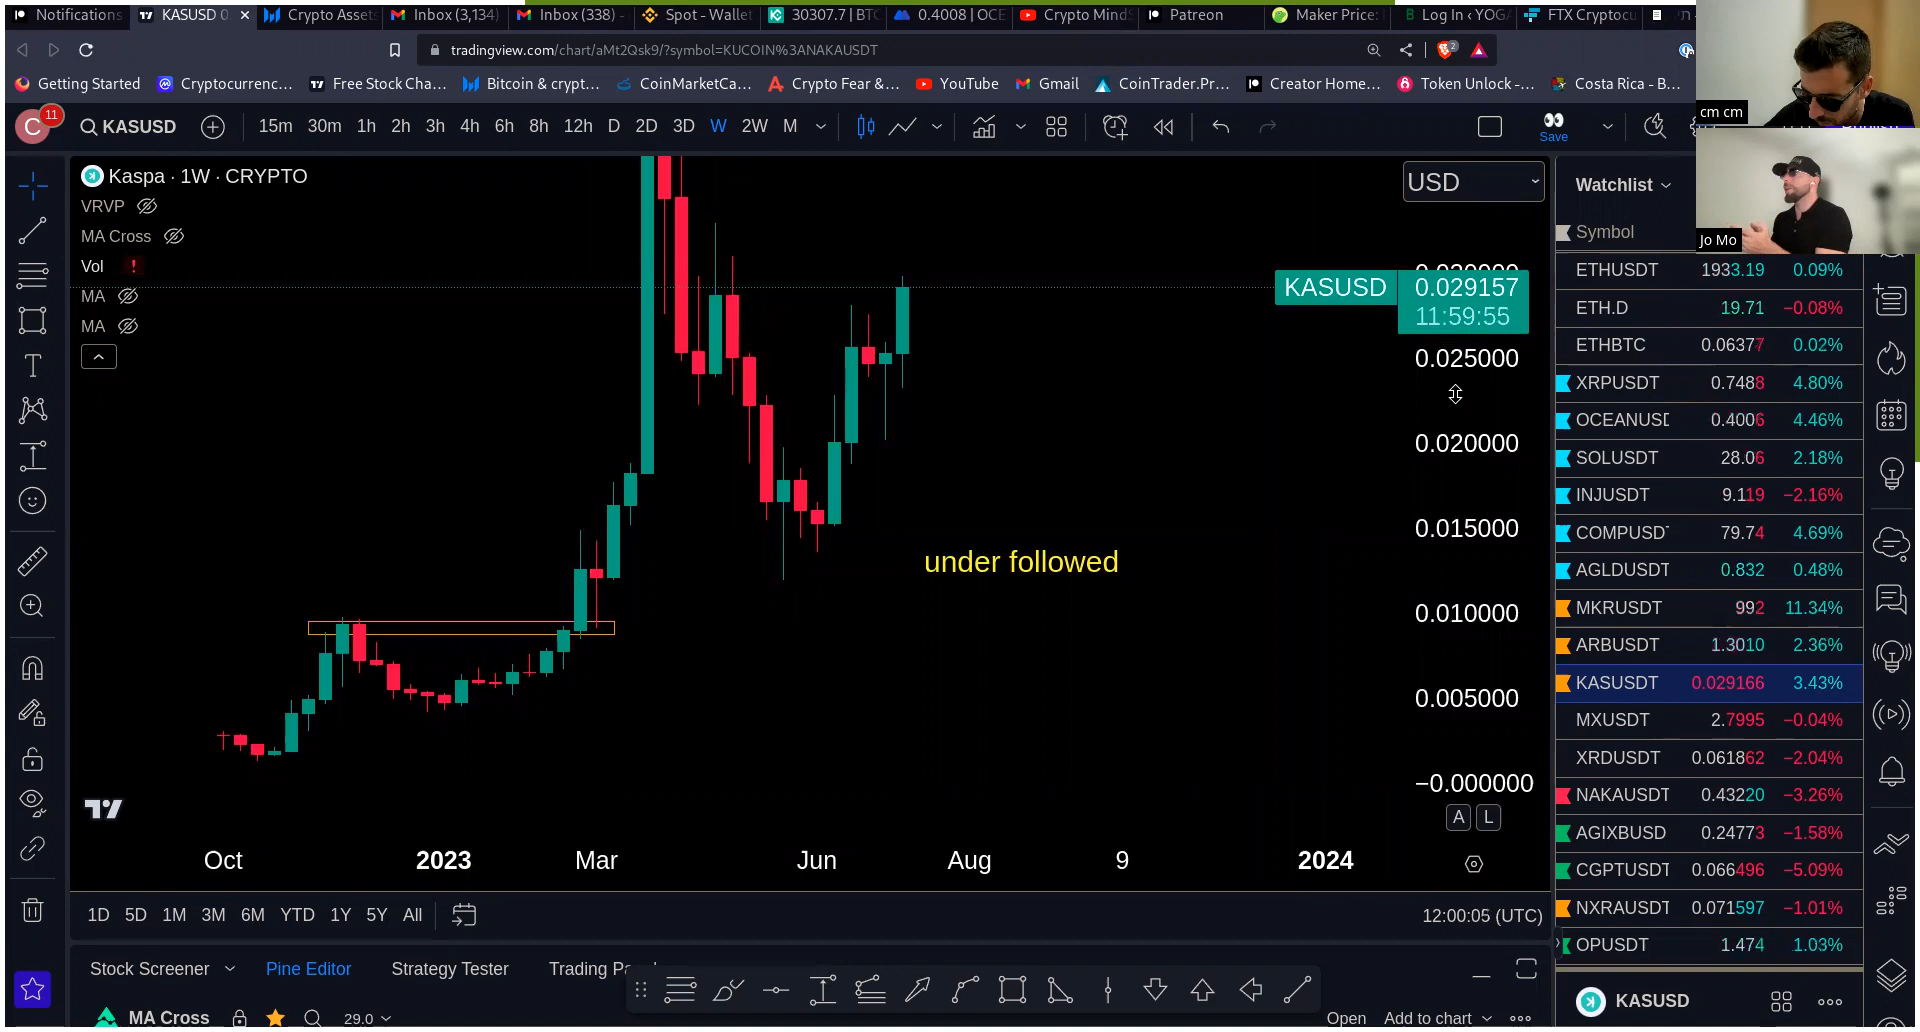 Notifications
KASUSD 0
Crypto Assets
Inbox (3,134)
Inbox (338) -
Spot - Wallet
30307.7 | BTC
0.4008 | OCE
Crypto Minds
Patreon
Maker Price:
Log In ‹ YOGA
FTX Cryptocu
tradingview.com/chart/aMt2Qsk9/?symbol=KUCOIN%3ANAKAUSDT
2
Getting Started
Cryptocurrenc...
Free Stock Cha...
Bitcoin & crypt...
CoinMarketCa...
Crypto Fear &...
YouTube
Gmail
CoinTrader.Pr...
Creator Home...
Token Unlock -...
Costa Rica - B...
cm cm
Jo Mo
C
11
KASUSD
15m 30m 1h 2h 3h 4h 6h 8h 12h D 2D 3D W 2W M
Save
Kaspa · 1W · CRYPTO
VRVP
MA Cross
Vol !
MA
MA
USD
KASUSD 0.029157
11:59:55
0.025000
0.020000
0.015000
0.010000
0.005000
−0.000000
under followed
A L
Oct 2023 Mar Jun Aug 9 2024
1D 5D 1M 3M 6M YTD 1Y 5Y All
12:00:05 (UTC)
Stock Screener
Pine Editor
Strategy Tester
Trading Pa
MA Cross
29.0
Open
Add to chart
Watchlist
Symbol
ETHUSDT 1933.19 0.09%
ETH.D 19.71 −0.08%
ETHBTC 0.06377 0.02%
XRPUSDT 0.7488 4.80%
OCEANUSD 0.4006 4.46%
SOLUSDT 28.06 2.18%
INJUSDT 9.119 −2.16%
COMPUSDT 79.74 4.69%
AGLDUSDT 0.832 0.48%
MKRUSDT 992 11.34%
ARBUSDT 1.3010 2.36%
KASUSDT 0.029166 3.43%
MXUSDT 2.7995 −0.04%
XRDUSDT 0.061862 −2.04%
NAKAUSDT 0.43220 −3.26%
AGIXBUSD 0.24773 −1.58%
CGPTUSDT 0.066496 −5.09%
NXRAUSDT 0.071597 −1.01%
OPUSDT 1.474 1.03%
KASUSD